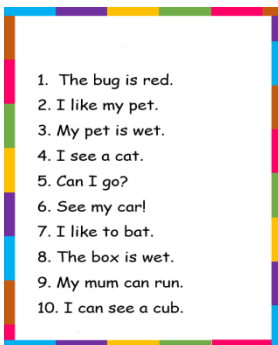 1. The bug is red.
2. I like my pet.
3. My pet is wet.
4. I see a cat.
5. Can I go?
6. See my car!
7. I like to bat.
8. The box is wet.
9. My mum can run.
10. I can see a cub.